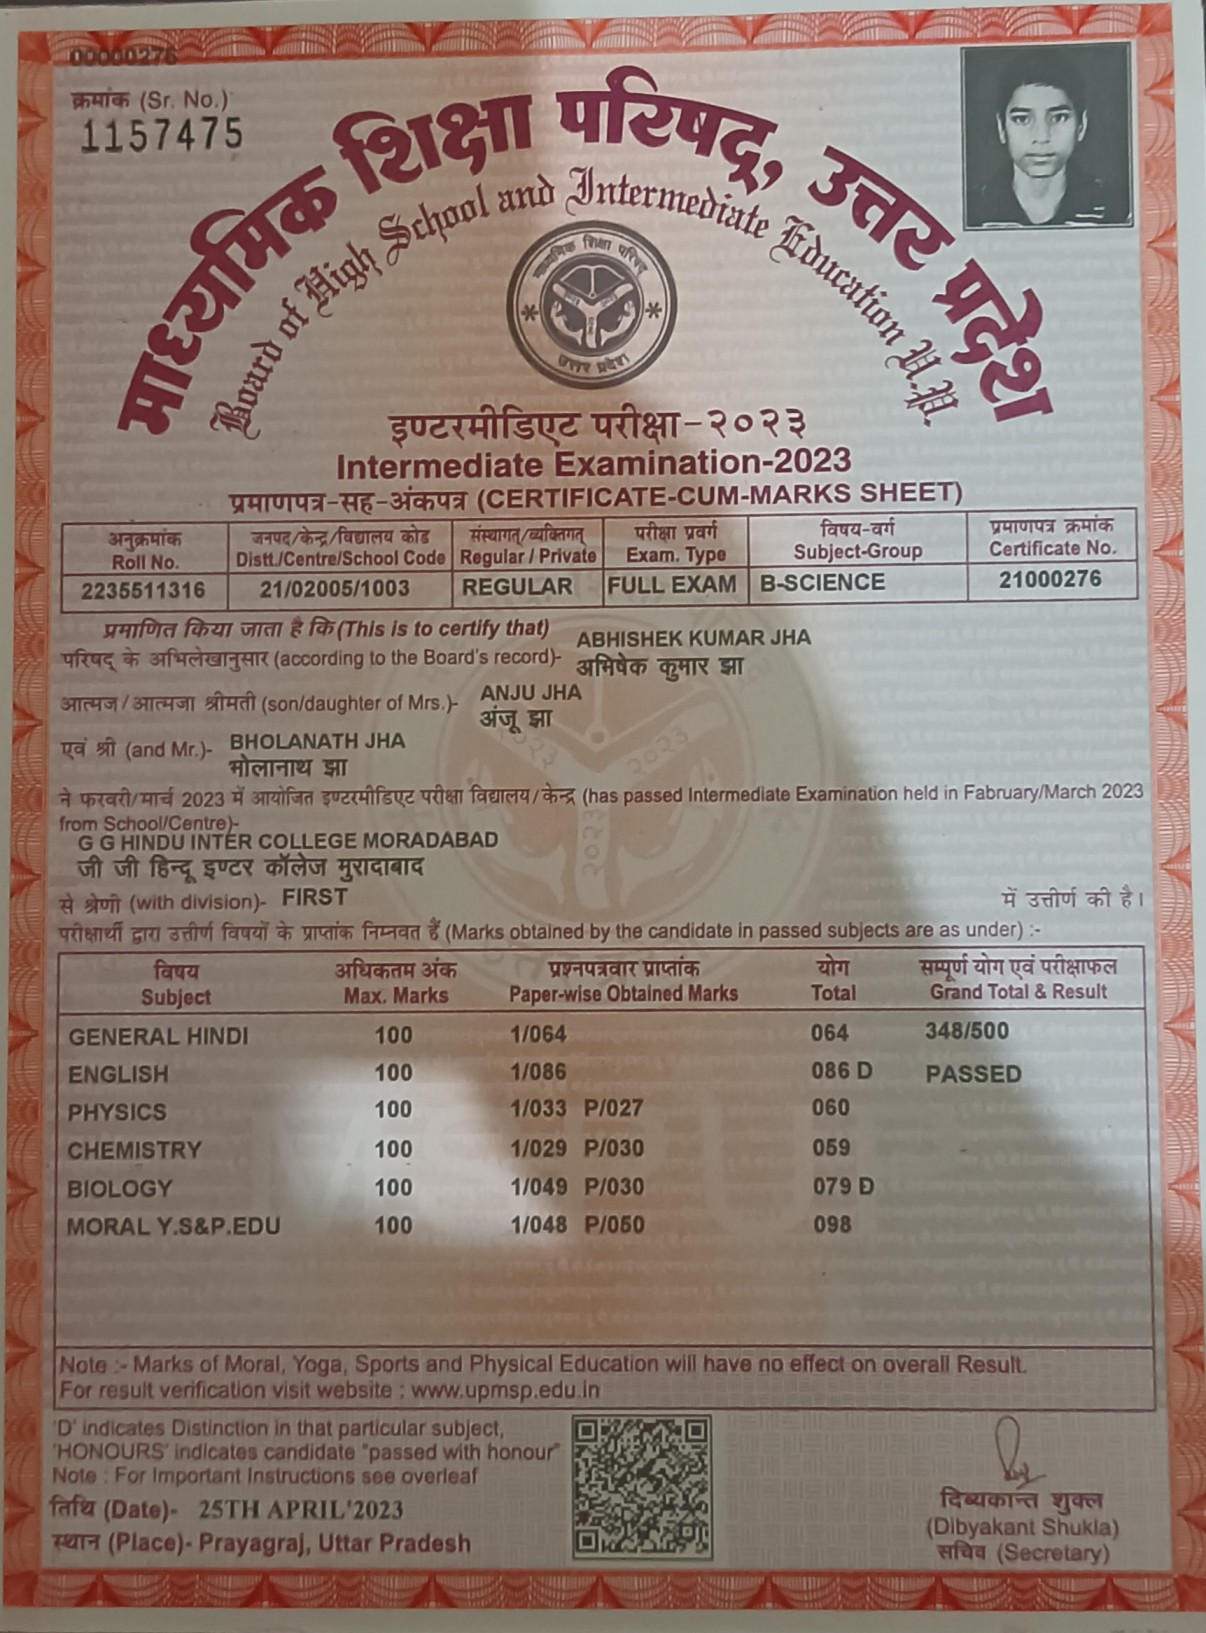 00000276
क्रमांक (Sr. No.)
1157475
माध्यमिक शिक्षा परिषद्, उत्तर प्रदेश
Board of High School and Intermediate Education U.P.
माध्यमिक शिक्षा परिषद्
उत्तर प्रदेश
इण्टरमीडिएट परीक्षा-२०२३
Intermediate Examination-2023
प्रमाणपत्र-सह-अंकपत्र (CERTIFICATE-CUM-MARKS SHEET)
अनुक्रमांक जनपद/केन्द्र/विद्यालय कोड संस्थागत्/व्यक्तिगत् परीक्षा प्रवर्ग विषय-वर्ग प्रमाणपत्र क्रमांक
Roll No. Distt./Centre/School Code Regular / Private Exam. Type Subject-Group Certificate No.
2235511316 21/02005/1003 REGULAR FULL EXAM B-SCIENCE 21000276
प्रमाणित किया जाता है कि (This is to certify that) ABHISHEK KUMAR JHA
परिषद् के अभिलेखानुसार (according to the Board's record)- अभिषेक कुमार झा
आत्मज/आत्मजा श्रीमती (son/daughter of Mrs.)- ANJU JHA
अंजू झा
एवं श्री (and Mr.)- BHOLANATH JHA
भोलानाथ झा
ने फरवरी/मार्च 2023 में आयोजित इण्टरमीडिएट परीक्षा विद्यालय/केन्द्र (has passed Intermediate Examination held in Fabruary/March 2023
from School/Centre)-
G G HINDU INTER COLLEGE MORADABAD
जी जी हिन्दू इण्टर कॉलेज मुरादाबाद
से श्रेणी (with division)- FIRST में उत्तीर्ण की है।
परीक्षार्थी द्वारा उत्तीर्ण विषयों के प्राप्तांक निम्नवत हैं (Marks obtained by the candidate in passed subjects are as under) :-
विषय अधिकतम अंक प्रश्नपत्रवार प्राप्तांक योग सम्पूर्ण योग एवं परीक्षाफल
Subject Max. Marks Paper-wise Obtained Marks Total Grand Total & Result
GENERAL HINDI 100 1/064 064 348/500
ENGLISH 100 1/086 086 D PASSED
PHYSICS 100 1/033 P/027 060
CHEMISTRY 100 1/029 P/030 059
BIOLOGY 100 1/049 P/030 079 D
MORAL Y.S&P.EDU 100 1/048 P/050 098
Note :- Marks of Moral, Yoga, Sports and Physical Education will have no effect on overall Result.
For result verification visit website : www.upmsp.edu.in
'D' indicates Distinction in that particular subject,
'HONOURS' indicates candidate "passed with honour"
Note : For Important Instructions see overleaf
तिथि (Date)- 25TH APRIL'2023
स्थान (Place)- Prayagraj, Uttar Pradesh
दिब्यकान्त शुक्ल
(Dibyakant Shukla)
सचिव (Secretary)